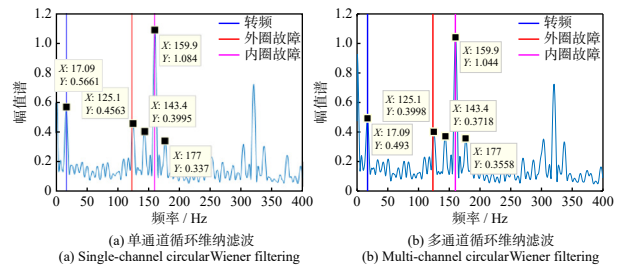 (a)
转频
外圈故障
内圈故障
幅值谱
1.2
1.0
0.8
0.6
0.4
0.2
0
X: 159.9
Y: 1.084
X: 17.09
Y: 0.5661
X: 125.1
Y: 0.4563
X: 143.4
Y: 0.3995
X: 177
Y: 0.337
0 50 100 150 200 250 300 350 400
频率 / Hz
(a) 单通道循环维纳滤波
(a) Single-channel circularWiener filtering
(b)
转频
外圈故障
内圈故障
幅值谱
1.2
1.0
0.8
0.6
0.4
0.2
0
X: 159.9
Y: 1.044
X: 125.1
Y: 0.3998
X: 17.09
Y: 0.493
X: 143.4
Y: 0.3718
X: 177
Y: 0.3558
0 50 100 150 200 250 300 350 400
频率 / Hz
(b) 多通道循环维纳滤波
(b) Multi-channel circularWiener filtering